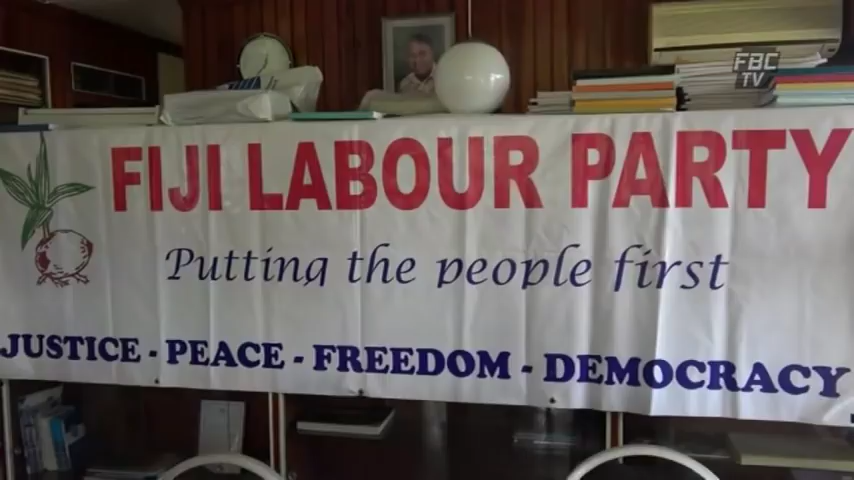 FBC
TV
FIJI LABOUR PARTY
Putting the people first
JUSTICE - PEACE - FREEDOM - DEMOCRACY